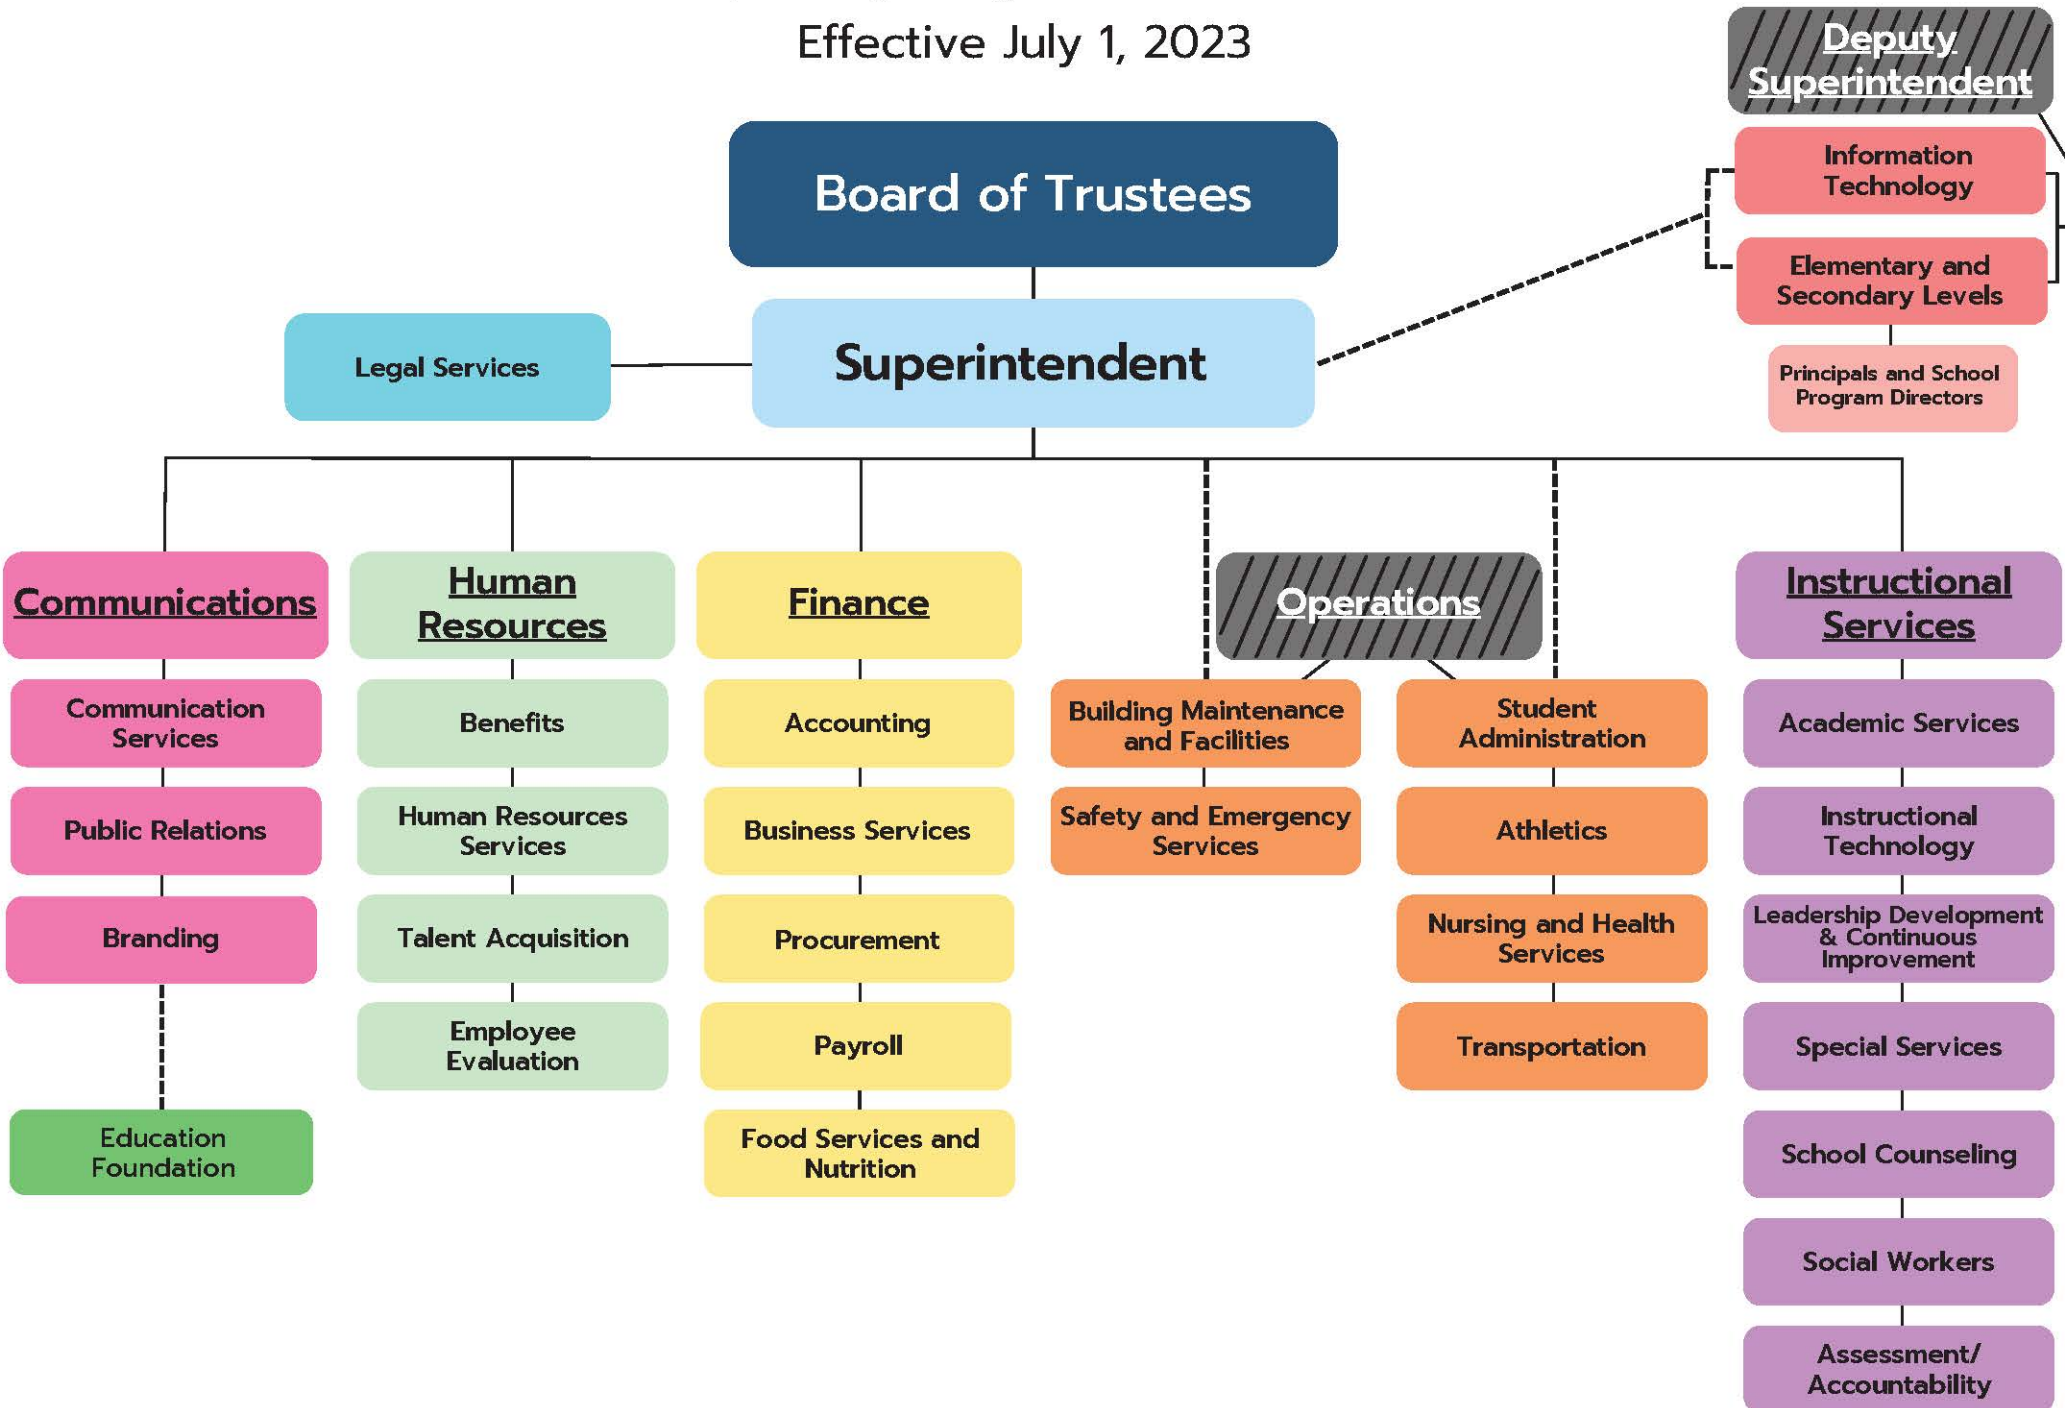 Effective July 1, 2023
Deputy
Superintendent
Information
Technology
Elementary and
Secondary Levels
Principals and School
Program Directors
Board of Trustees
Superintendent
Legal Services
Communications
Communication
Services
Public Relations
Branding
Education
Foundation
Human
Resources
Benefits
Human Resources
Services
Talent Acquisition
Employee
Evaluation
Finance
Accounting
Business Services
Procurement
Payroll
Food Services and
Nutrition
Operations
Building Maintenance
and Facilities
Safety and Emergency
Services
Student
Administration
Athletics
Nursing and Health
Services
Transportation
Instructional
Services
Academic Services
Instructional
Technology
Leadership Development
& Continuous
Improvement
Special Services
School Counseling
Social Workers
Assessment/
Accountability